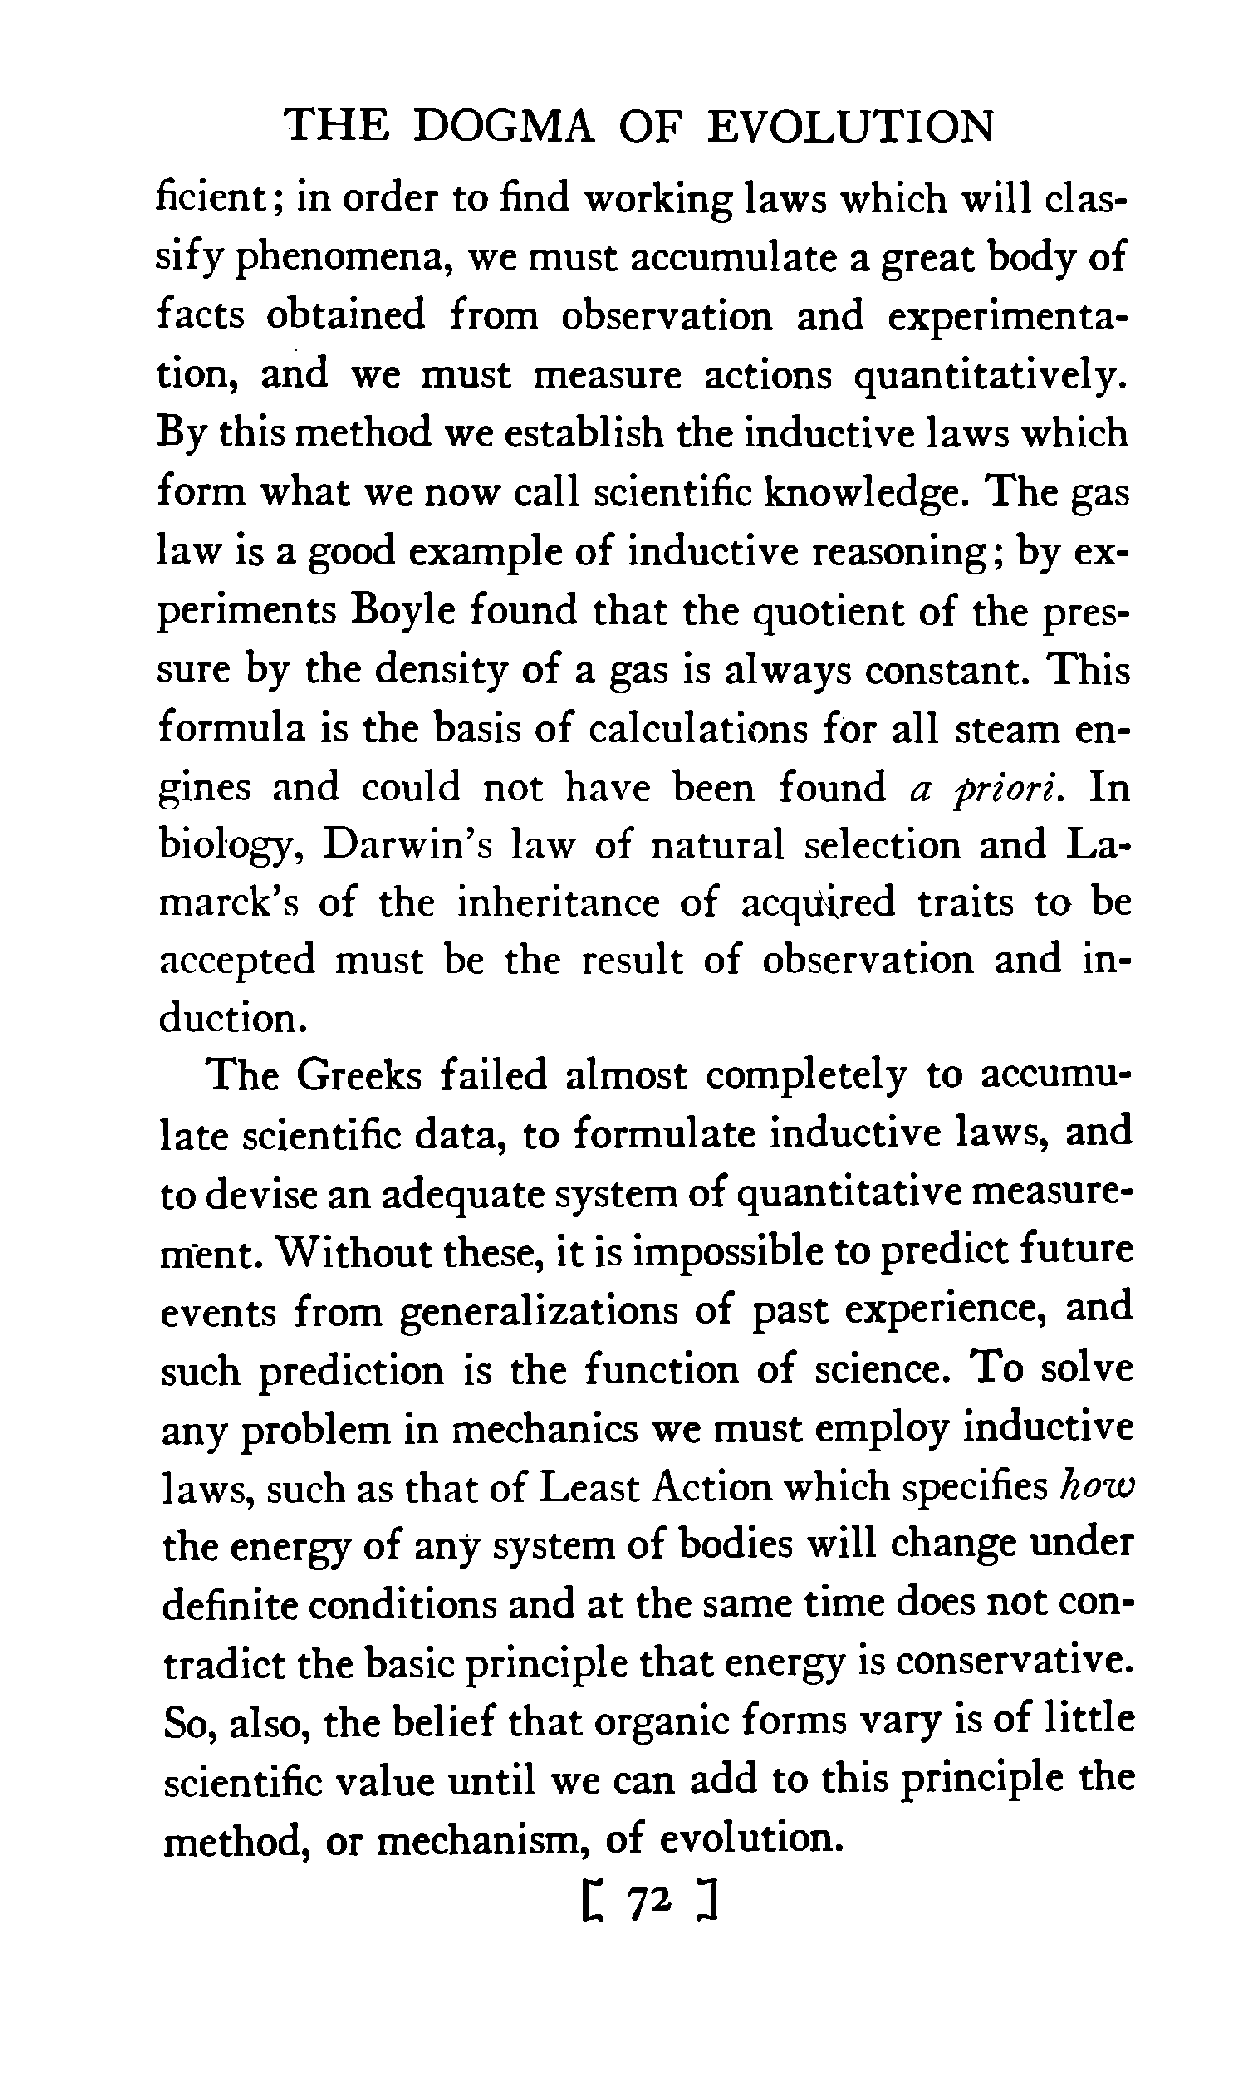 THE DOGMA OF EVOLUTION
ficient; in order to find working laws which will clas-
sify phenomena, we must accumulate a great body of
facts obtained from observation and experimenta-
tion, and we must measure actions quantitatively.
By this method we establish the inductive laws which
form what we now call scientific knowledge. The gas
law is a good example of inductive reasoning; by ex-
periments Boyle found that the quotient of the pres-
sure by the density of a gas is always constant. This
formula is the basis of calculations for all steam en-
gines and could not have been found a priori. In
biology, Darwin's law of natural selection and La-
marck's of the inheritance of acquired traits to be
accepted must be the result of observation and in-
duction.
The Greeks failed almost completely to accumu-
late scientific data, to formulate inductive laws, and
to devise an adequate system of quantitative measure-
ment. Without these, it is impossible to predict future
events from generalizations of past experience, and
such prediction is the function of science. To solve
any problem in mechanics we must employ inductive
laws, such as that of Least Action which specifies how
the energy of any system of bodies will change under
definite conditions and at the same time does not con-
tradict the basic principle that energy is conservative.
So, also, the belief that organic forms vary is of little
scientific value until we can add to this principle the
method, or mechanism, of evolution.
[ 72 ]